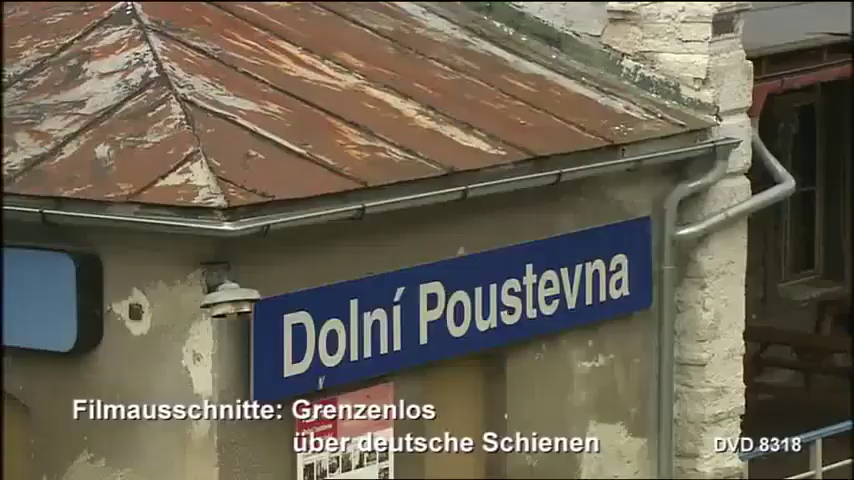 Dolní Poustevna
Filmausschnitte: Grenzenlos
über deutsche Schienen
DVD 8318